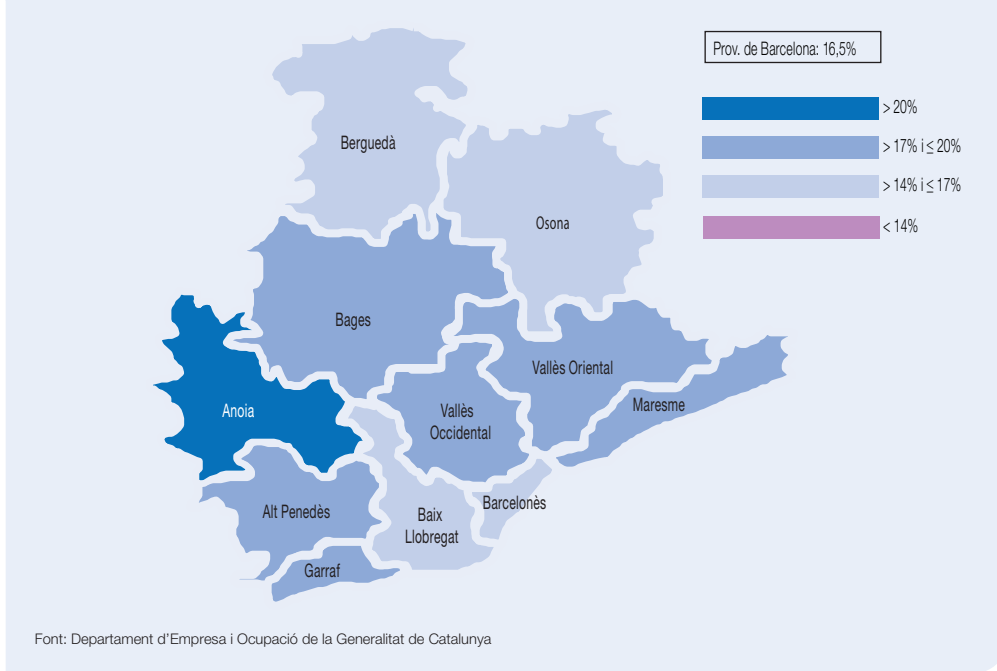 Prov. de Barcelona: 16,5%
> 20%
> 17% i ≤ 20%
> 14% i ≤ 17%
< 14%
Berguedà
Osona
Bages
Vallès Oriental
Maresme
Anoia
Vallès
Occidental
Barcelonès
Alt Penedès
Baix
Llobregat
Garraf
Font: Departament d'Empresa i Ocupació de la Generalitat de Catalunya